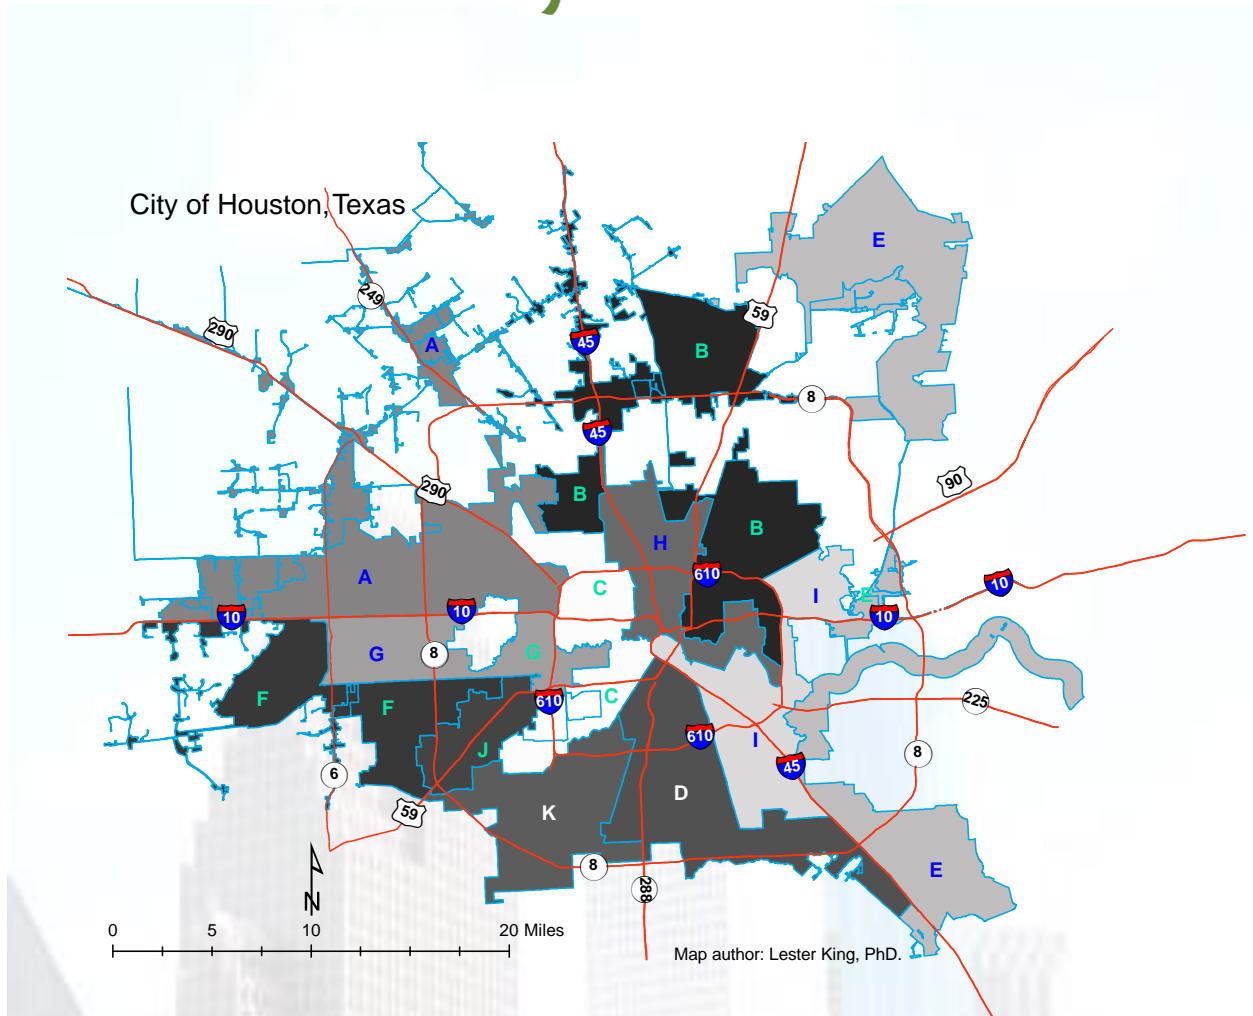 City of Houston, Texas
E
249
290
59
45
A
B
8
45
290
90
B
B
H
610
10
A
C
I
E
10
10
10
G
8
G
F
F
C
610
225
J
610
I
8
45
6
59
K
D
E
8
288
N
0 5 10 20 Miles
Map author: Lester King, PhD.